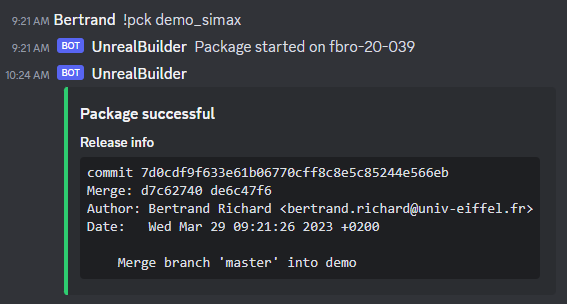 9:21 AM Bertrand !pck demo_simax
9:21 AM BOT UnrealBuilder Package started on fbro-20-039
10:24 AM BOT UnrealBuilder
Package successful
Release info
commit 7d0cdf9f633e61b06770cff8c8e5c85244e566eb
Merge: d7c62740 de6c47f6
Author: Bertrand Richard <bertrand.richard@univ-eiffel.fr>
Date:   Wed Mar 29 09:21:26 2023 +0200
    Merge branch 'master' into demo